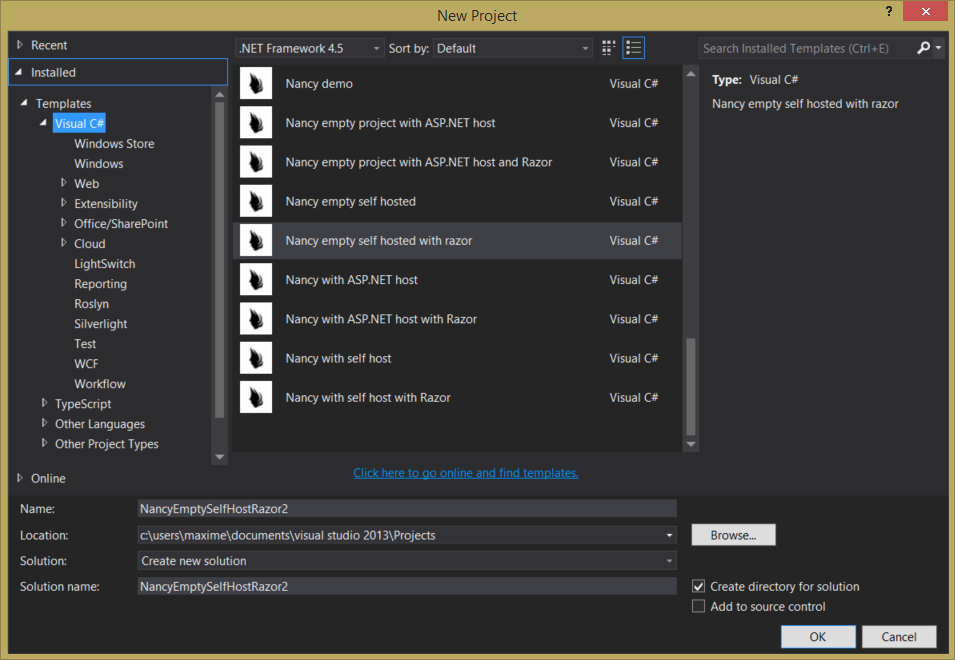 New Project
?
Recent
Installed
Templates
Visual C#
Windows Store
Windows
Web
Extensibility
Office/SharePoint
Cloud
LightSwitch
Reporting
Roslyn
Silverlight
Test
WCF
Workflow
TypeScript
Other Languages
Other Project Types
Online
.NET Framework 4.5 Sort by: Default
Nancy demo Visual C#
Nancy empty project with ASP.NET host Visual C#
Nancy empty project with ASP.NET host and Razor Visual C#
Nancy empty self hosted Visual C#
Nancy empty self hosted with razor Visual C#
Nancy with ASP.NET host Visual C#
Nancy with ASP.NET host with Razor Visual C#
Nancy with self host Visual C#
Nancy with self host with Razor Visual C#
Click here to go online and find templates.
Search Installed Templates (Ctrl+E)
Type: Visual C#
Nancy empty self hosted with razor
Name: NancyEmptySelfHostRazor2
Location: c:\users\maxime\documents\visual studio 2013\Projects Browse...
Solution: Create new solution
Solution name: NancyEmptySelfHostRazor2 Create directory for solution
Add to source control
OK Cancel